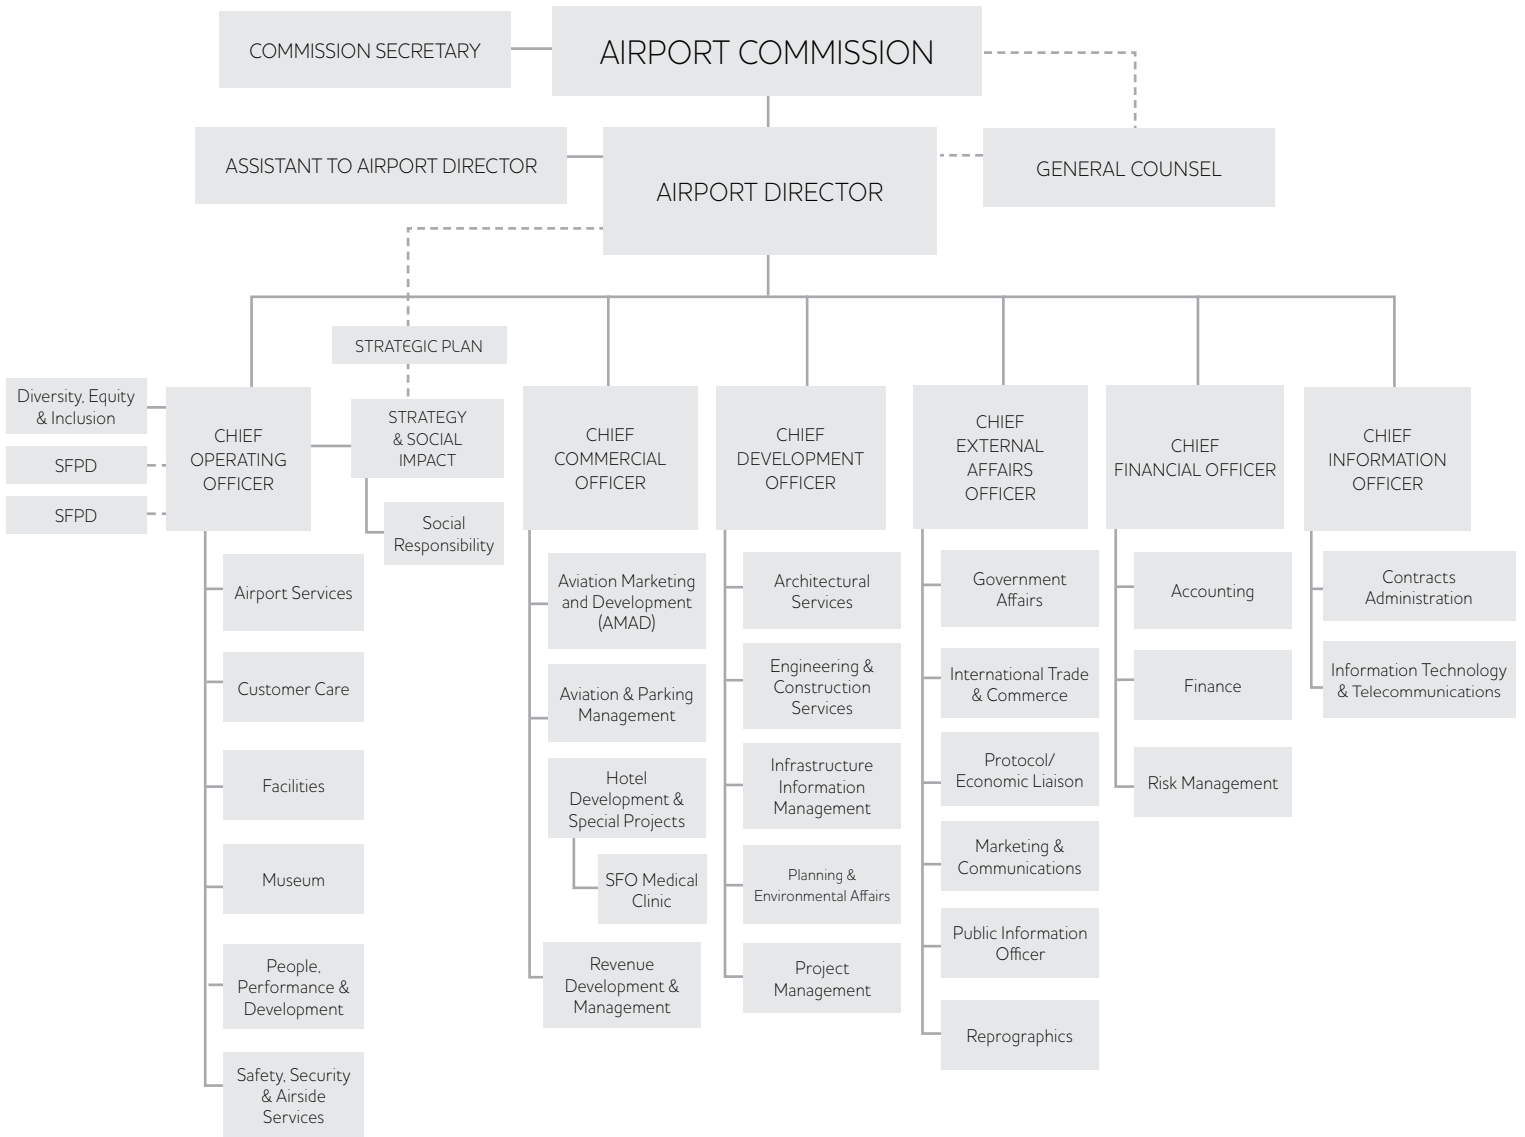 COMMISSION SECRETARY
AIRPORT COMMISSION
ASSISTANT TO AIRPORT DIRECTOR
AIRPORT DIRECTOR
GENERAL COUNSEL
STRATEGIC PLAN
Diversity, Equity
& Inclusion
SFPD
SFPD
CHIEF
OPERATING
OFFICER
STRATEGY
& SOCIAL
IMPACT
Social
Responsibility
Airport Services
Customer Care
Facilities
Museum
People,
Performance &
Development
Safety, Security
& Airside
Services
CHIEF
COMMERCIAL
OFFICER
Aviation Marketing
and Development
(AMAD)
Aviation & Parking
Management
Hotel
Development &
Special Projects
SFO Medical
Clinic
Revenue
Development &
Management
CHIEF
DEVELOPMENT
OFFICER
Architectural
Services
Engineering &
Construction
Services
Infrastructure
Information
Management
Planning &
Environmental Affairs
Project
Management
CHIEF
EXTERNAL
AFFAIRS
OFFICER
Government
Affairs
International Trade
& Commerce
Protocol/
Economic Liaison
Marketing &
Communications
Public Information
Officer
Reprographics
CHIEF
FINANCIAL OFFICER
Accounting
Finance
Risk Management
CHIEF
INFORMATION
OFFICER
Contracts
Administration
Information Technology
& Telecommunications